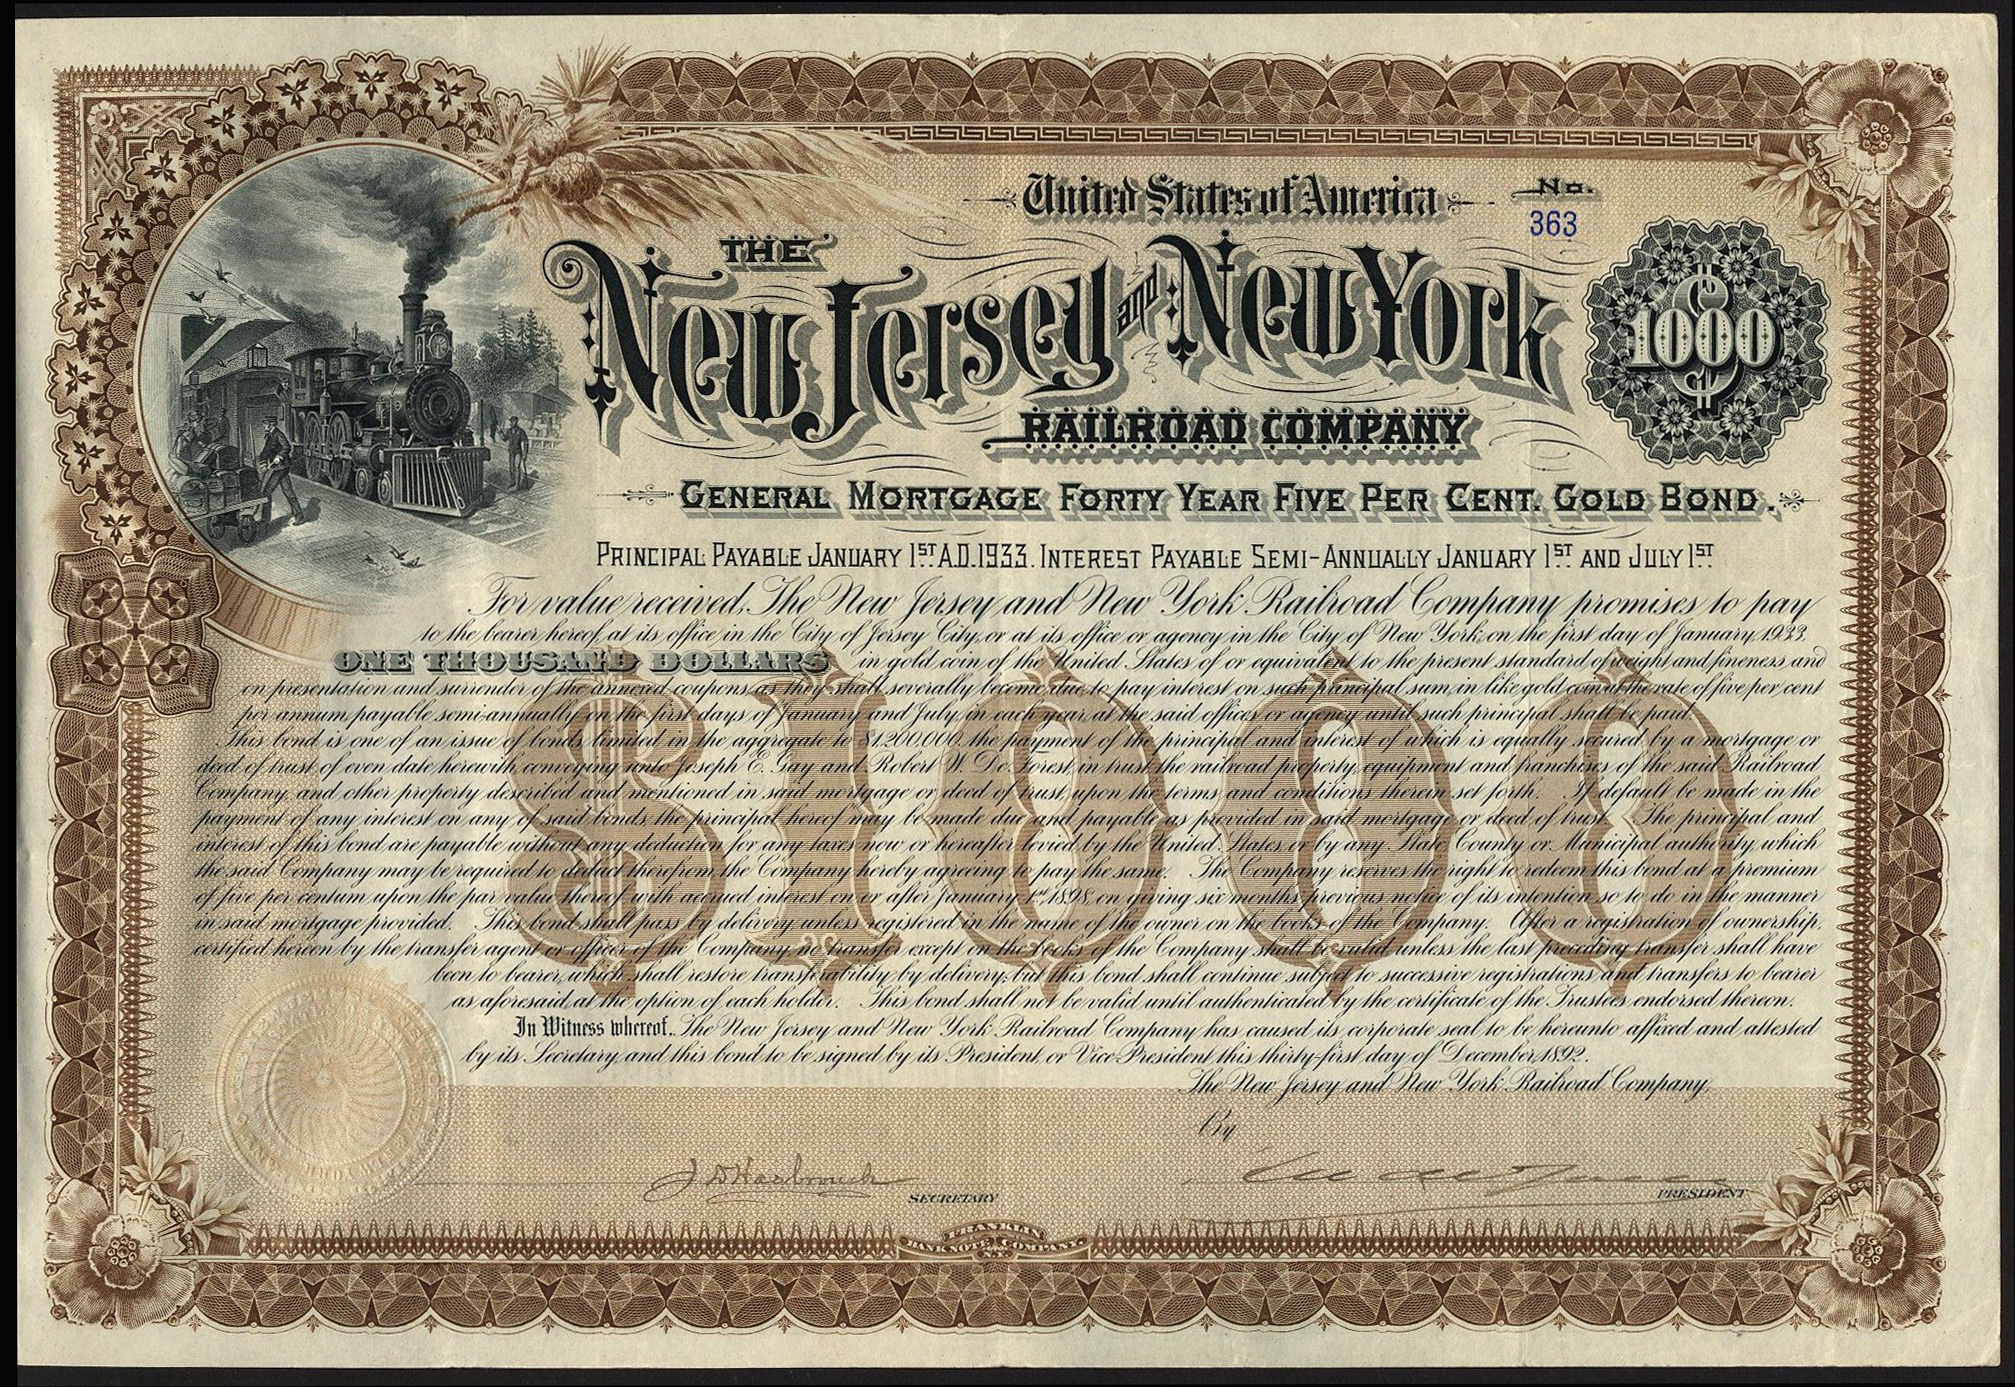 United States of America
No.
363
THE
New Jersey and New York
$1000
RAILROAD COMPANY
GENERAL MORTGAGE FORTY YEAR FIVE PER CENT. GOLD BOND.
PRINCIPAL PAYABLE JANUARY 1ST A.D. 1933. INTEREST PAYABLE SEMI-ANNUALLY JANUARY 1ST AND JULY 1ST
For value received, The New Jersey and New York Railroad Company promises to pay
to the bearer hereof, at its office in the City of Jersey City, or at its office or agency in the City of New York, on the first day of January, 1933.
ONE THOUSAND DOLLARS in gold coin of the United States of or equivalent to the present standard of weight and fineness, and
on presentation and surrender of the annexed coupons, as they shall severally become due, to pay interest on such principal sum, in like gold coin at the rate of five per cent
per annum, payable semi-annually on the first days of January and July, in each year, at the said offices or agency until such principal shall be paid.
This bond is one of an issue of bonds, limited in the aggregate to $1,200,000, the payment of the principal and interest of which is equally secured by a mortgage or
deed of trust, of even date herewith, conveying unto Joseph E. Gay and Robert W. De Forest, in trust, the railroad property, equipment and franchises of the said Railroad
Company, and other property described and mentioned in said mortgage or deed of trust, upon the terms and conditions therein set forth. If default be made in the
payment of any interest on any of said bonds the principal hereof may be made due and payable as provided in said mortgage or deed of trust. The principal and
interest of this bond are payable without any deduction for any taxes now or hereafter levied by the United States, or by any State County or Municipal authority, which
the said Company may be required to deduct therefrom, the Company hereby agreeing to pay the same. The Company reserves the right to redeem this bond at a premium
of five per centum upon the par value thereof with accrued interest on or after January 1st, 1898, on giving six months previous notice of its intention so to do in the manner
in said mortgage provided. This bond shall pass by delivery unless registered in the name of the owner on the books of the Company. After a registration of ownership,
certified hereon by the transfer agent or officer of the Company, no transfer except on the books of the Company shall be valid unless the last preceding transfer shall have
been to bearer, which shall restore transferability by delivery; but this bond shall continue subject to successive registrations and transfers to bearer
as aforesaid, at the option of each holder. This bond shall not be valid until authenticated by the certificate of the Trustees endorsed thereon.
In Witness whereof, The New Jersey and New York Railroad Company has caused its corporate seal to be hereunto affixed and attested
by its Secretary, and this bond to be signed by its President, or Vice-President this thirty-first day of December, 1892.
The New Jersey and New York Railroad Company,
By
J D Hasbrouck
SECRETARY
PRESIDENT
FRANKLIN
BANK NOTE COMPANY
N.Y.
$1000